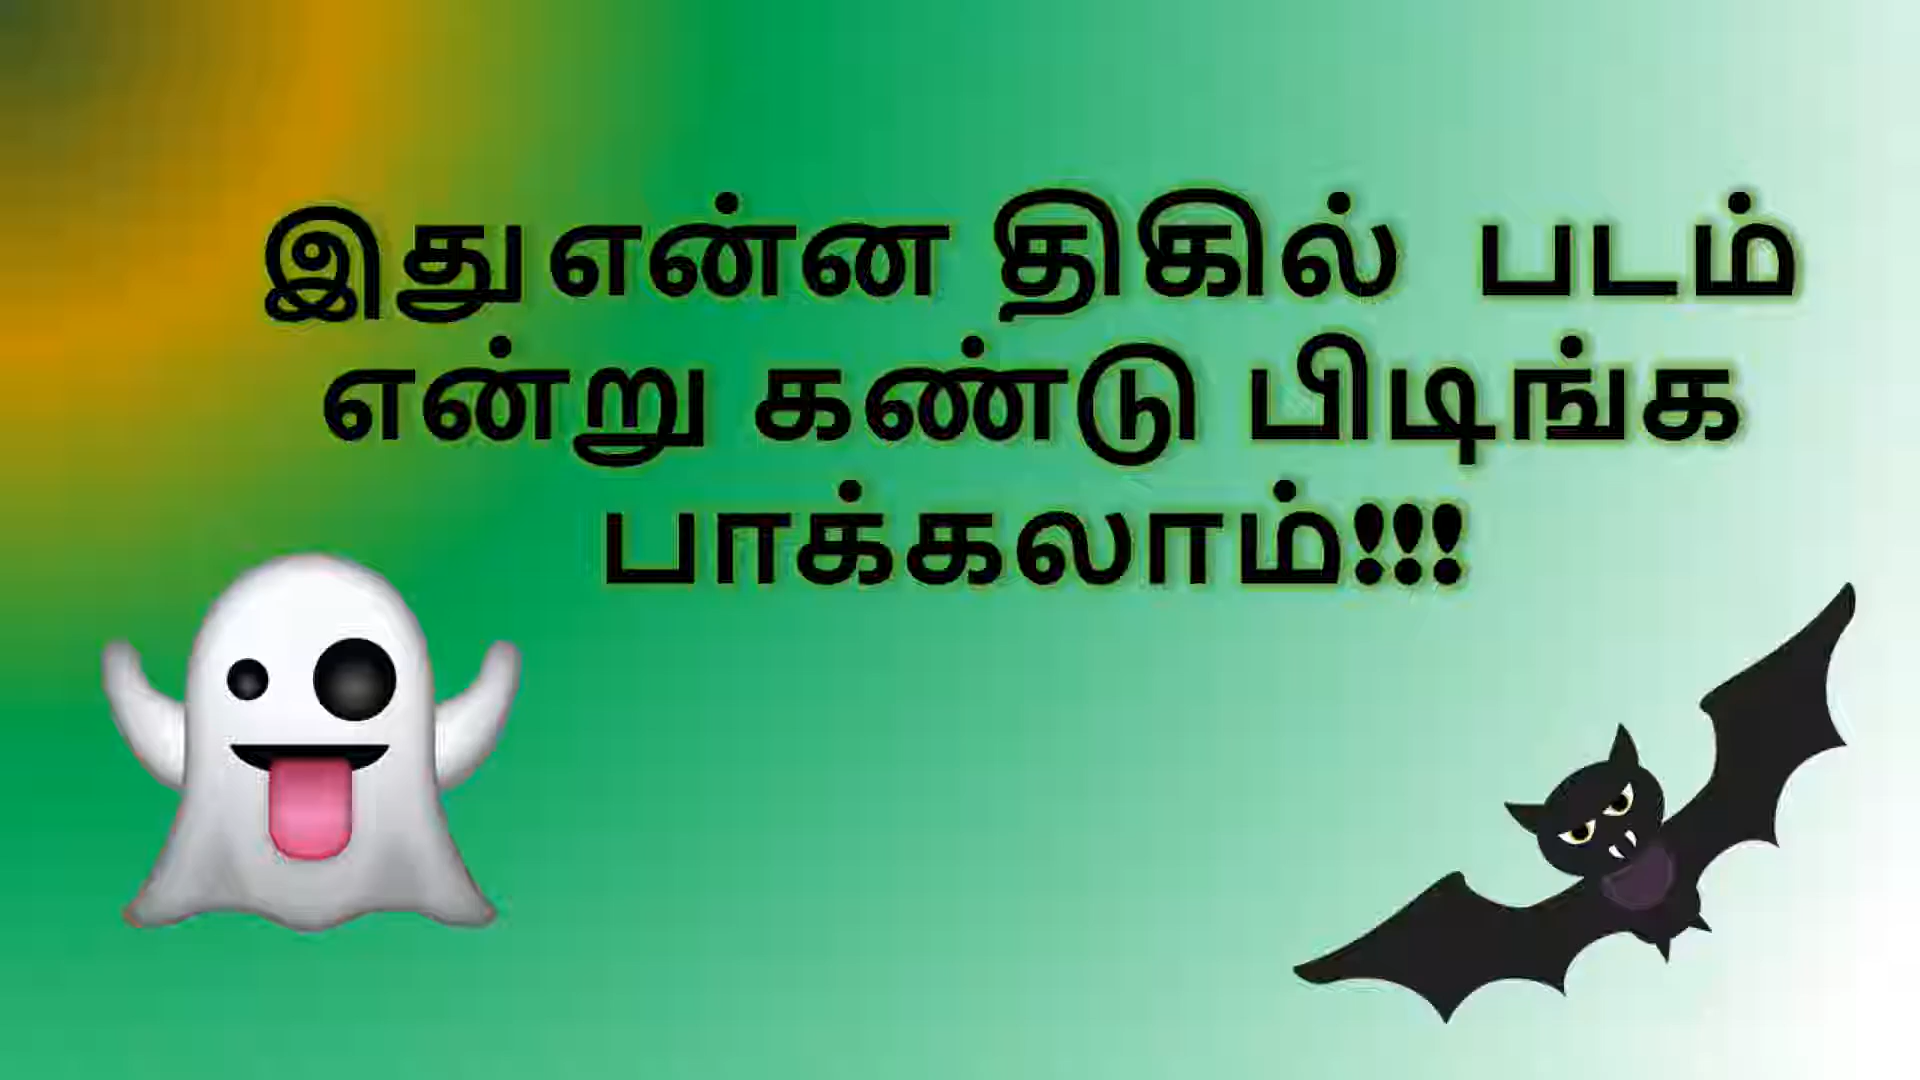 இது என்ன திகில் படம்
என்று கண்டு பிடிங்க
பாக்கலாம்!!!